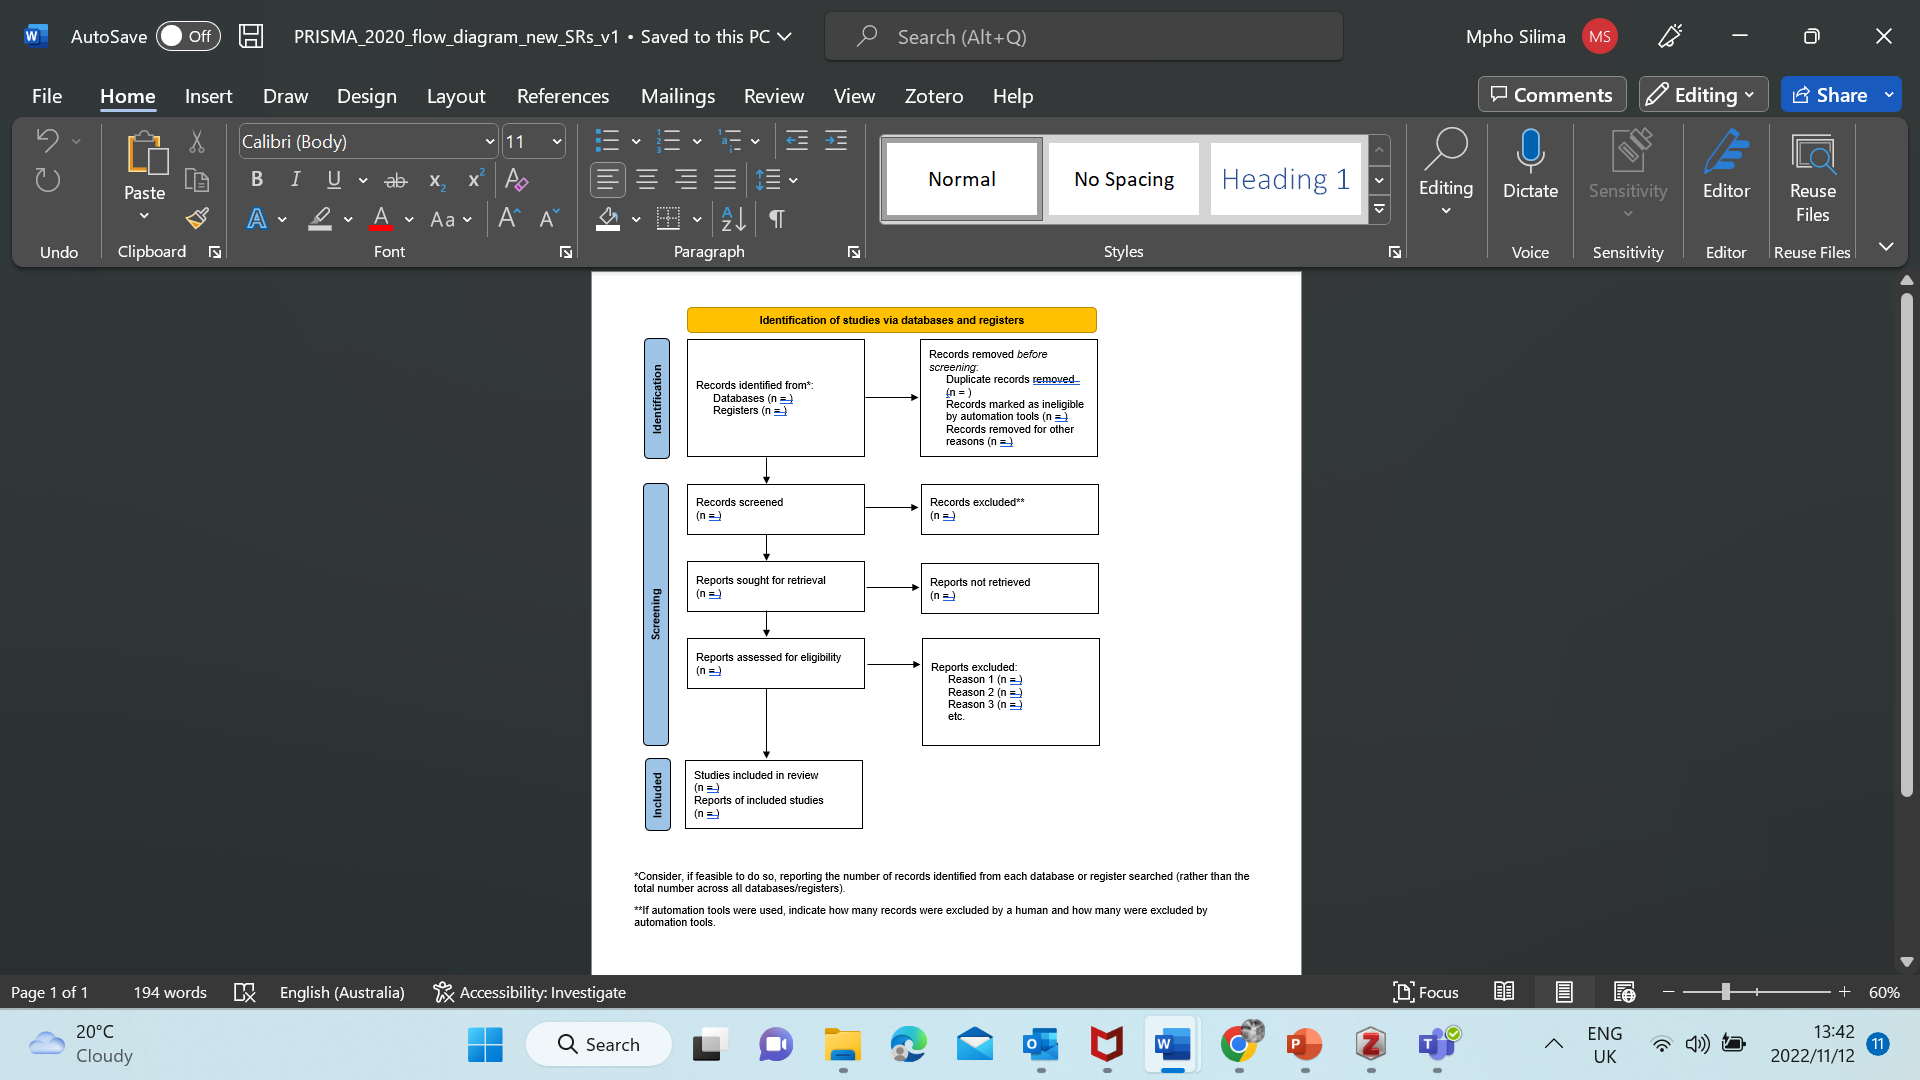 W
AutoSave Off
PRISMA_2020_flow_diagram_new_SRs_v1 • Saved to this PC
Search (Alt+Q)
Mpho Silima MS
File Home Insert Draw Design Layout References Mailings Review View Zotero Help
Comments Editing Share
Calibri (Body) 11
Paste
B I U ab x₂ x²
A A Aa A A
Normal
No Spacing
Heading 1
Editing
Dictate
Sensitivity
Editor
Reuse
Files
Undo Clipboard Font Paragraph Styles Voice Sensitivity Editor Reuse Files
Identification of studies via databases and registers
Identification
Records identified from*:
Databases (n = )
Registers (n = )
Records removed before
screening:
Duplicate records removed
(n = )
Records marked as ineligible
by automation tools (n = )
Records removed for other
reasons (n = )
Screening
Records screened
(n = )
Records excluded**
(n = )
Reports sought for retrieval
(n = )
Reports not retrieved
(n = )
Reports assessed for eligibility
(n = )
Reports excluded:
Reason 1 (n = )
Reason 2 (n = )
Reason 3 (n = )
etc.
Included
Studies included in review
(n = )
Reports of included studies
(n = )
*Consider, if feasible to do so, reporting the number of records identified from each database or register searched (rather than the
total number across all databases/registers).
**If automation tools were used, indicate how many records were excluded by a human and how many were excluded by
automation tools.
Page 1 of 1 194 words English (Australia) Accessibility: Investigate
Focus 60%
20°C
Cloudy
Search
W
P
Z
T
ENG
UK
13:42
2022/11/12
11